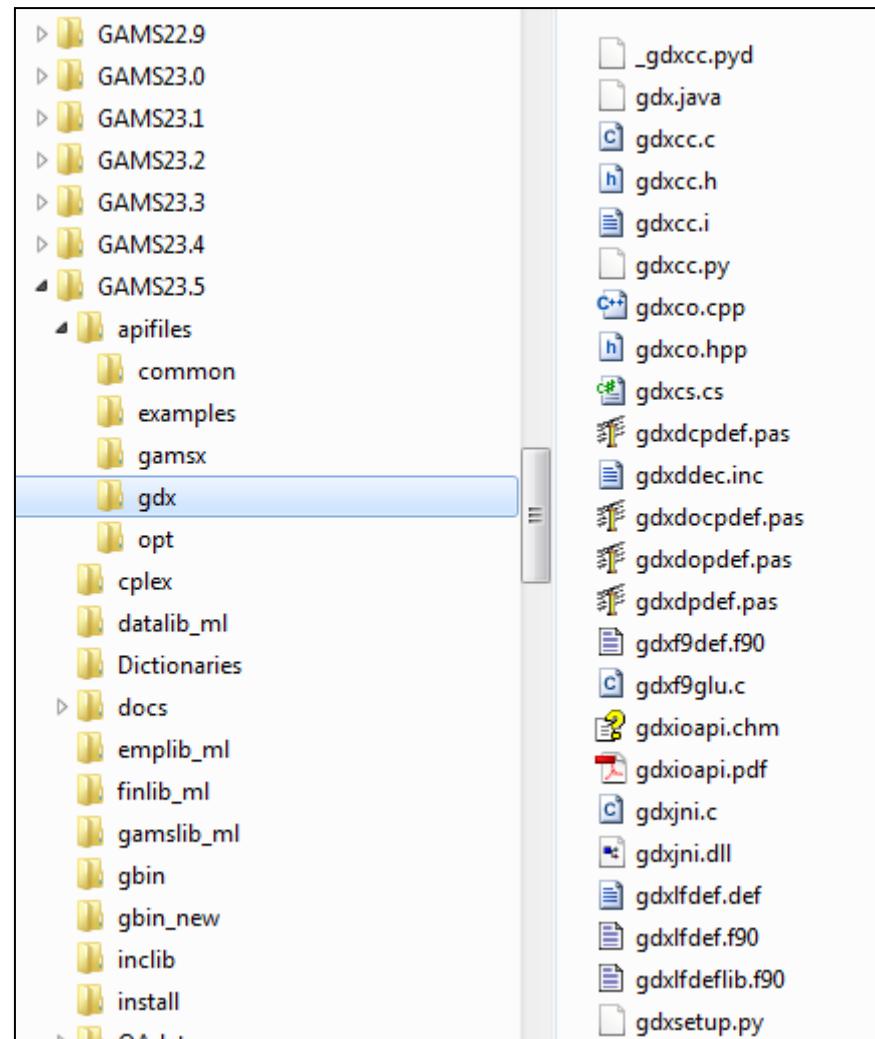 GAMS22.9
GAMS23.0
GAMS23.1
GAMS23.2
GAMS23.3
GAMS23.4
GAMS23.5
apifiles
common
examples
gamsx
gdx
opt
cplex
datalib_ml
Dictionaries
docs
emplib_ml
finlib_ml
gamslib_ml
gbin
gbin_new
inclib
install
_gdxcc.pyd
gdx.java
gdxcc.c
gdxcc.h
gdxcc.i
gdxcc.py
gdxco.cpp
gdxco.hpp
gdxcs.cs
gdxdcpdef.pas
gdxddec.inc
gdxdocpdef.pas
gdxdopdef.pas
gdxdpdef.pas
gdxf9def.f90
gdxf9glu.c
gdxioapi.chm
gdxioapi.pdf
gdxjni.c
gdxjni.dll
gdxlfdef.def
gdxlfdef.f90
gdxlfdeflib.f90
gdxsetup.py